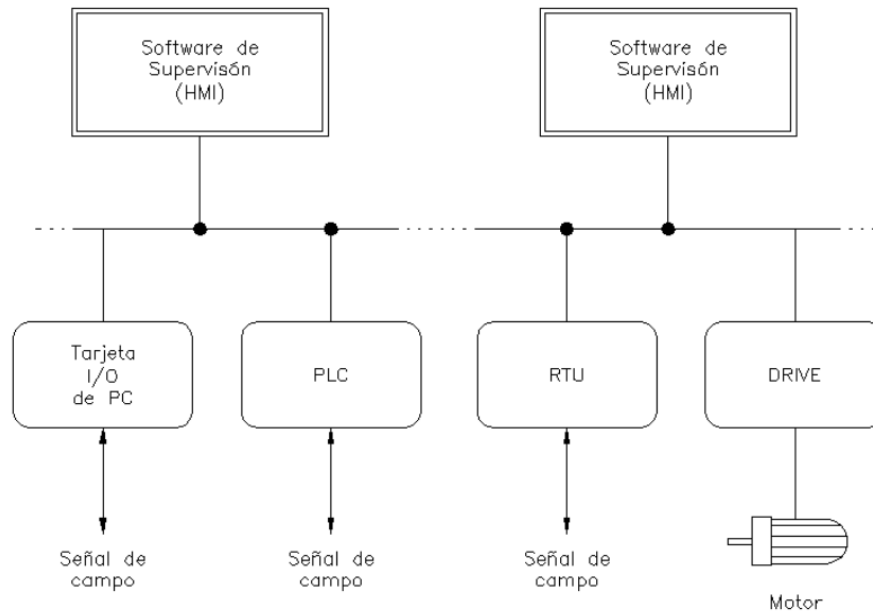 Software de
Supervisón
(HMI)
Software de
Supervisón
(HMI)
Tarjeta
I/O
de PC
PLC
RTU
DRIVE
Señal de
campo
Señal de
campo
Señal de
campo
Motor